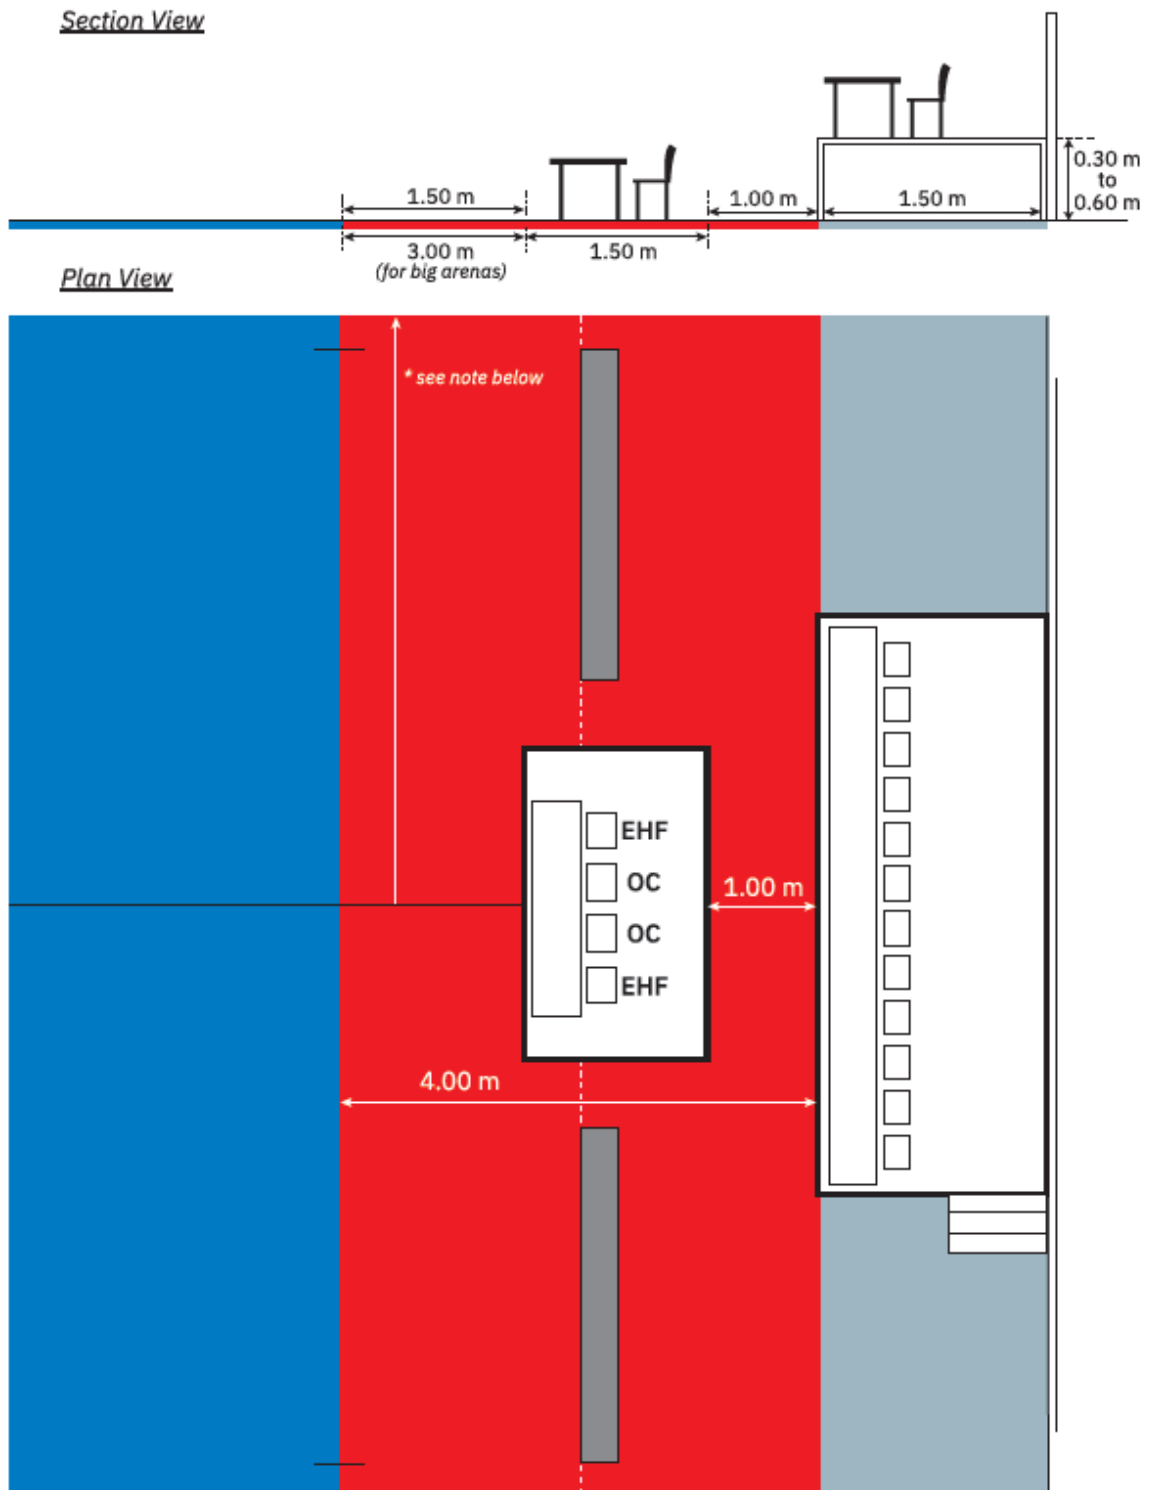 Section View
0.30 m
to
0.60 m
1.50 m
1.00 m
1.50 m
3.00 m
(for big arenas)
1.50 m
Plan View
* see note below
EHF
OC
1.00 m
OC
EHF
4.00 m